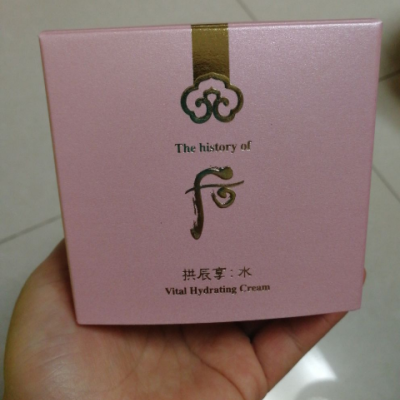 The history of
后
拱辰享:水
Vital Hydrating Cream